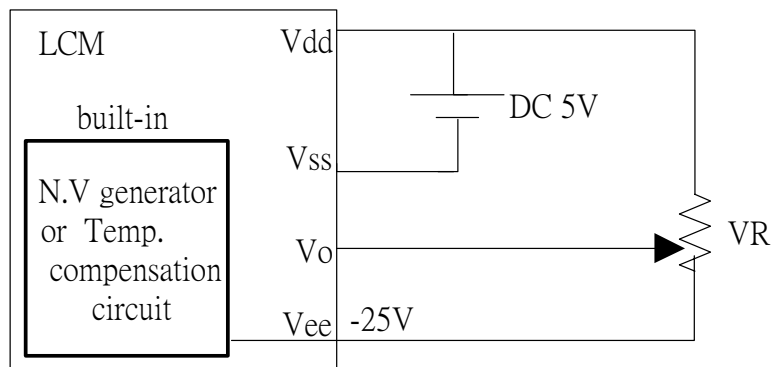 LCM
Vdd
DC 5V
built-in
Vss
N.V generator
or Temp.
compensation
circuit
Vo
VR
Vee
-25V